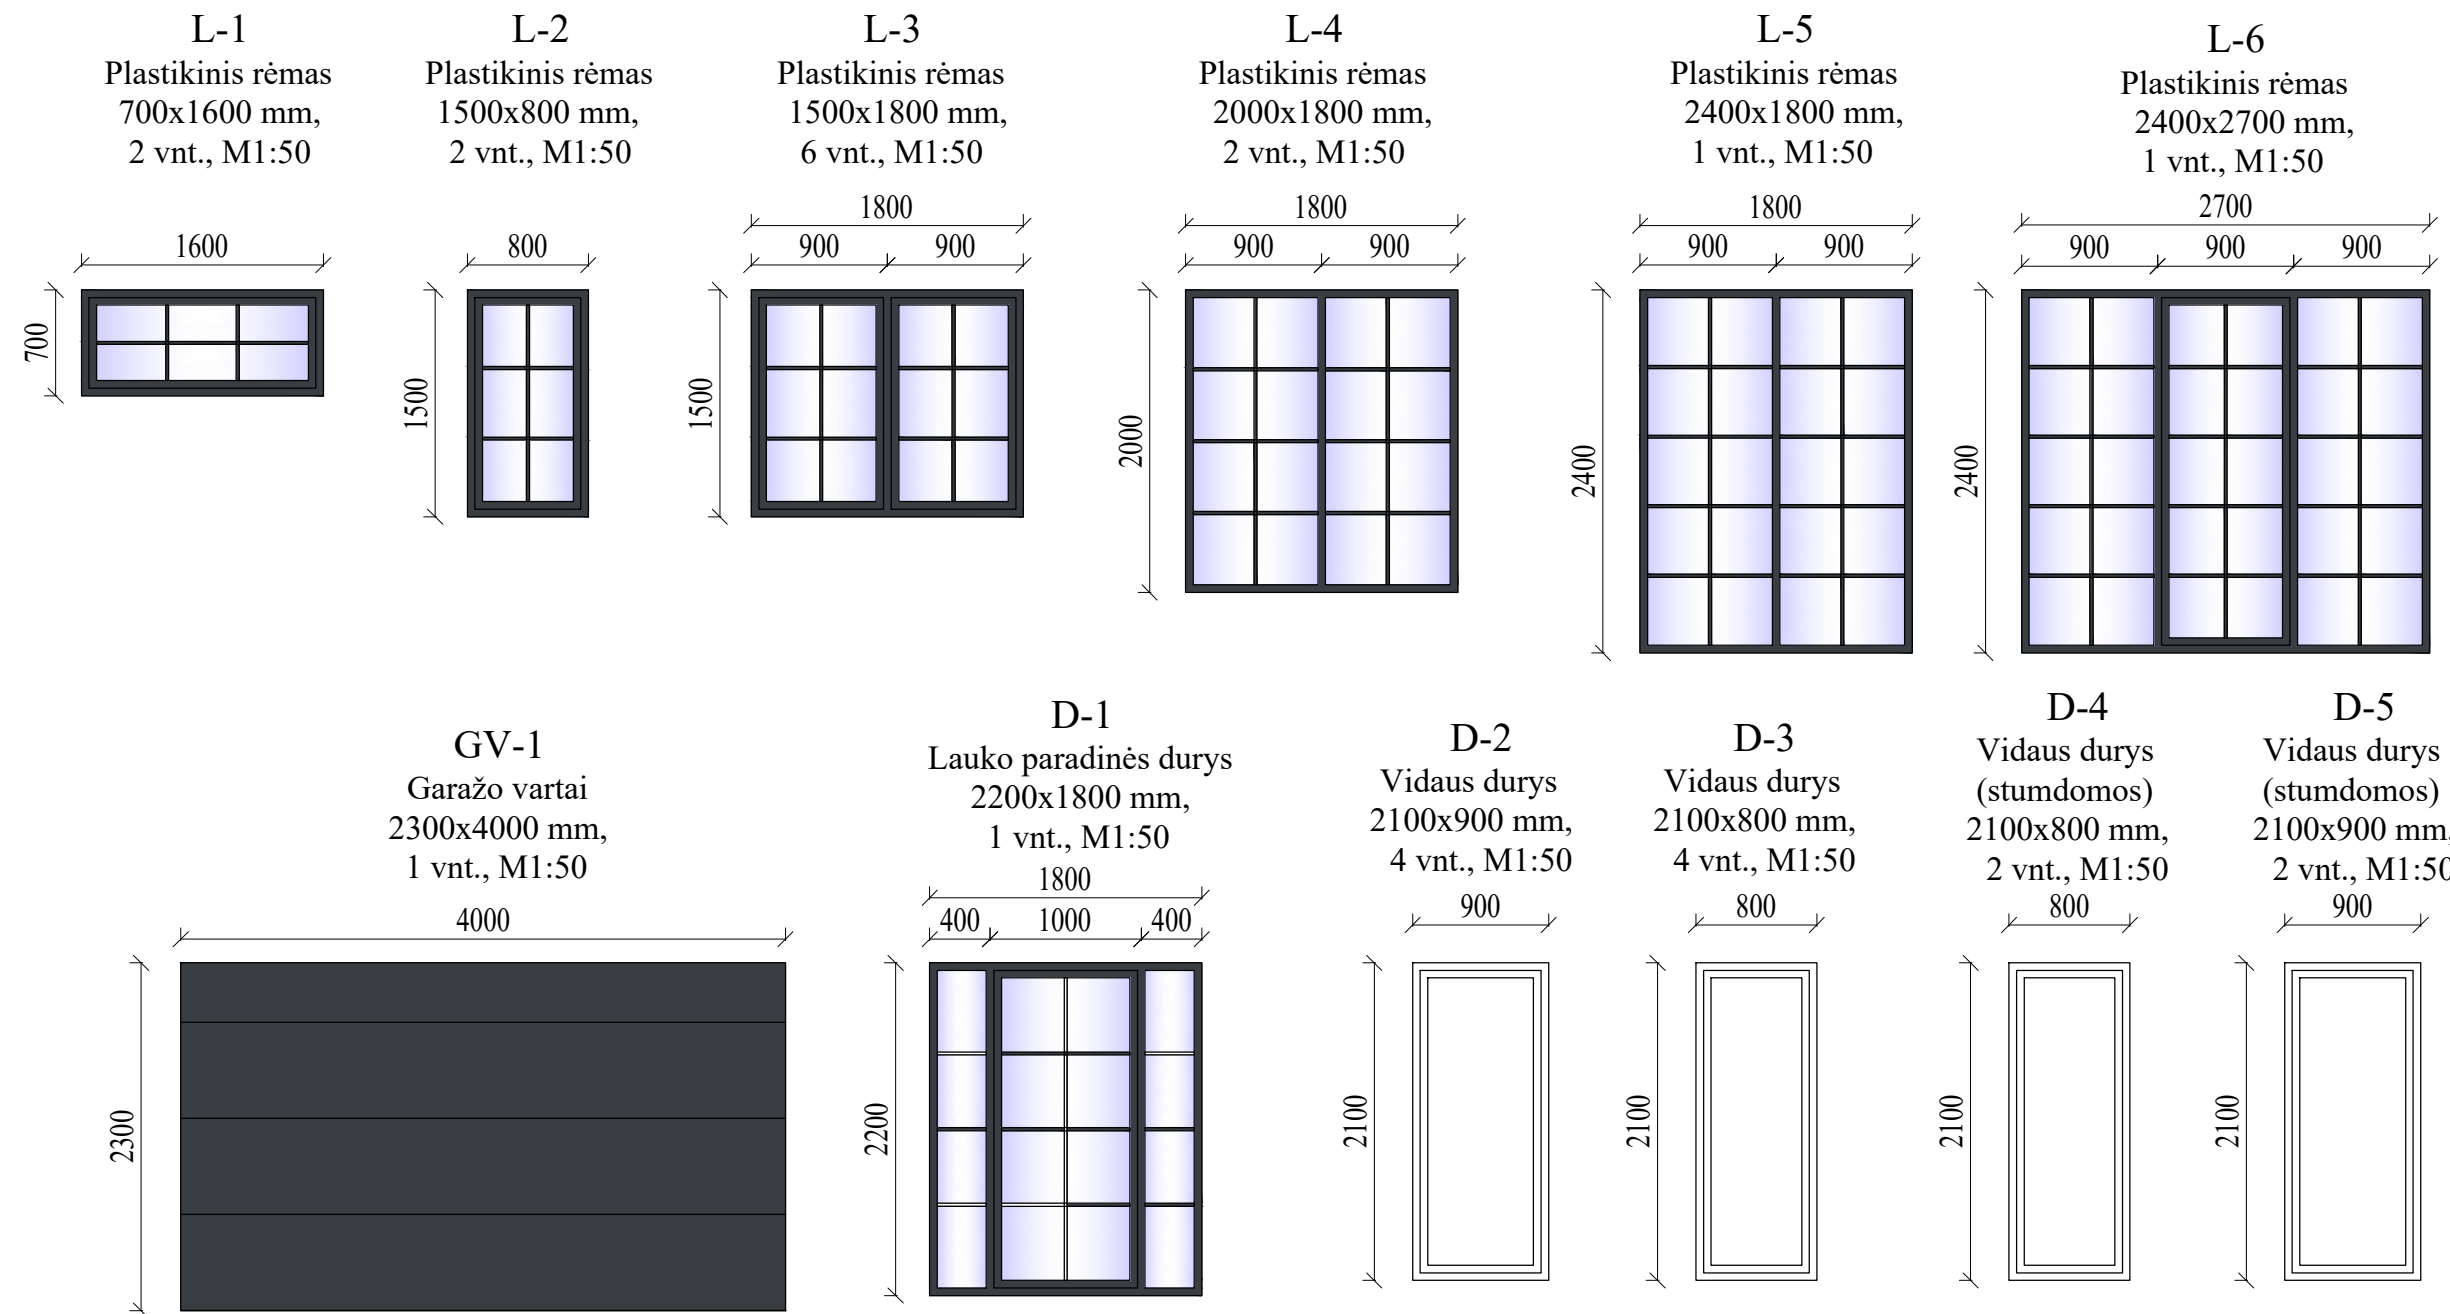 L-1
Plastikinis rėmas
700x1600 mm,
2 vnt., M1:50
1600
700
L-2
Plastikinis rėmas
1500x800 mm,
2 vnt., M1:50
800
1500
L-3
Plastikinis rėmas
1500x1800 mm,
6 vnt., M1:50
1800
900 900
1500
L-4
Plastikinis rėmas
2000x1800 mm,
2 vnt., M1:50
1800
900 900
2000
L-5
Plastikinis rėmas
2400x1800 mm,
1 vnt., M1:50
1800
900 900
2400
L-6
Plastikinis rėmas
2400x2700 mm,
1 vnt., M1:50
2700
900 900 900
2400
GV-1
Garažo vartai
2300x4000 mm,
1 vnt., M1:50
4000
2300
D-1
Lauko paradinės durys
2200x1800 mm,
1 vnt., M1:50
1800
400 1000 400
2200
D-2
Vidaus durys
2100x900 mm,
4 vnt., M1:50
900
2100
D-3
Vidaus durys
2100x800 mm,
4 vnt., M1:50
800
2100
D-4
Vidaus durys
(stumdomos)
2100x800 mm,
2 vnt., M1:50
800
2100
D-5
Vidaus durys
(stumdomos)
2100x900 mm,
2 vnt., M1:50
900
2100